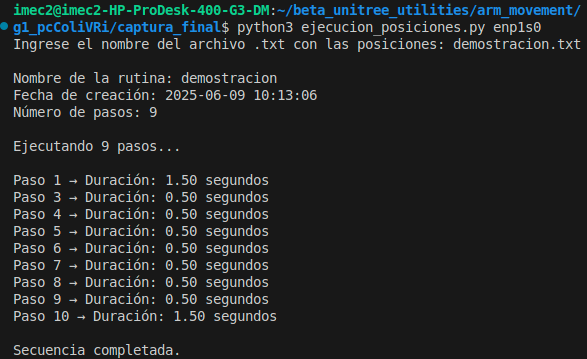 imec2@imec2-HP-ProDesk-400-G3-DM:~/beta_unitree_utilities/arm_movement/
g1_pcColiVRi/captura_final$ python3 ejecucion_posiciones.py enp1s0
Ingrese el nombre del archivo .txt con las posiciones: demostracion.txt
Nombre de la rutina: demostracion
Fecha de creación: 2025-06-09 10:13:06
Número de pasos: 9
Ejecutando 9 pasos...
Paso 1 → Duración: 1.50 segundos
Paso 3 → Duración: 0.50 segundos
Paso 4 → Duración: 0.50 segundos
Paso 5 → Duración: 0.50 segundos
Paso 6 → Duración: 0.50 segundos
Paso 7 → Duración: 0.50 segundos
Paso 8 → Duración: 0.50 segundos
Paso 9 → Duración: 0.50 segundos
Paso 10 → Duración: 1.50 segundos
Secuencia completada.